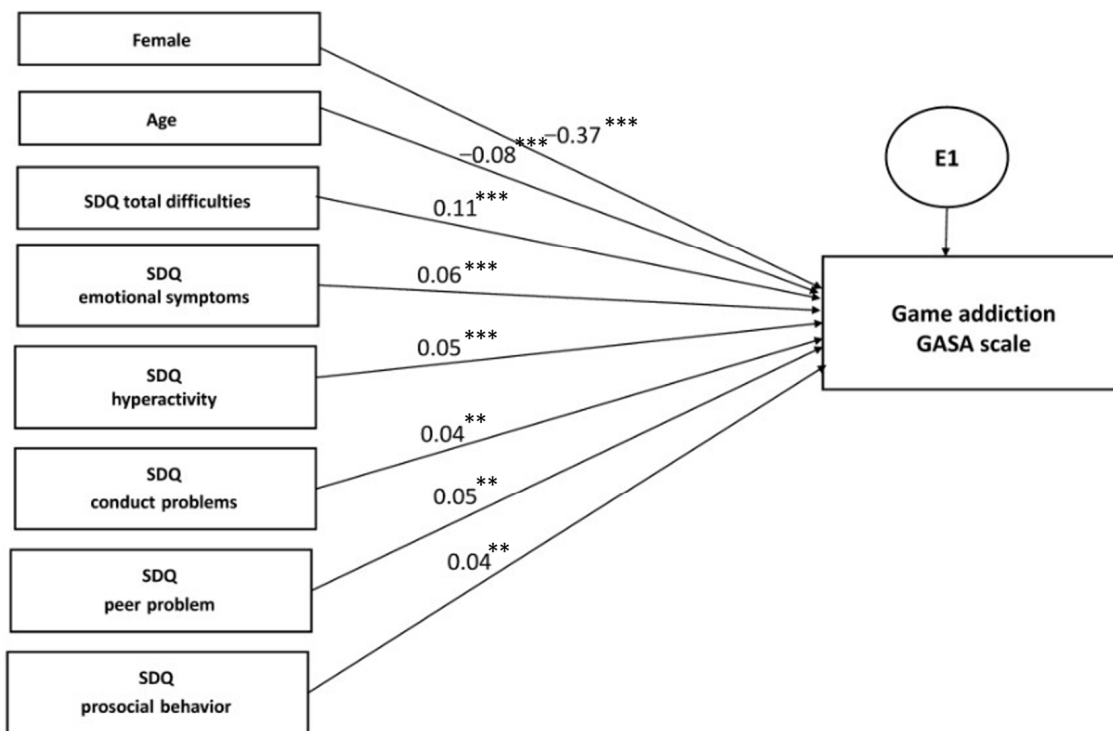 Female
−0.37***
Age
−0.08***
E1
SDQ total difficulties
0.11***
SDQ
emotional symptoms
0.06***
Game addiction
GASA scale
SDQ
hyperactivity
0.05***
SDQ
conduct problems
0.04**
SDQ
peer problem
0.05**
SDQ
prosocial behavior
0.04**